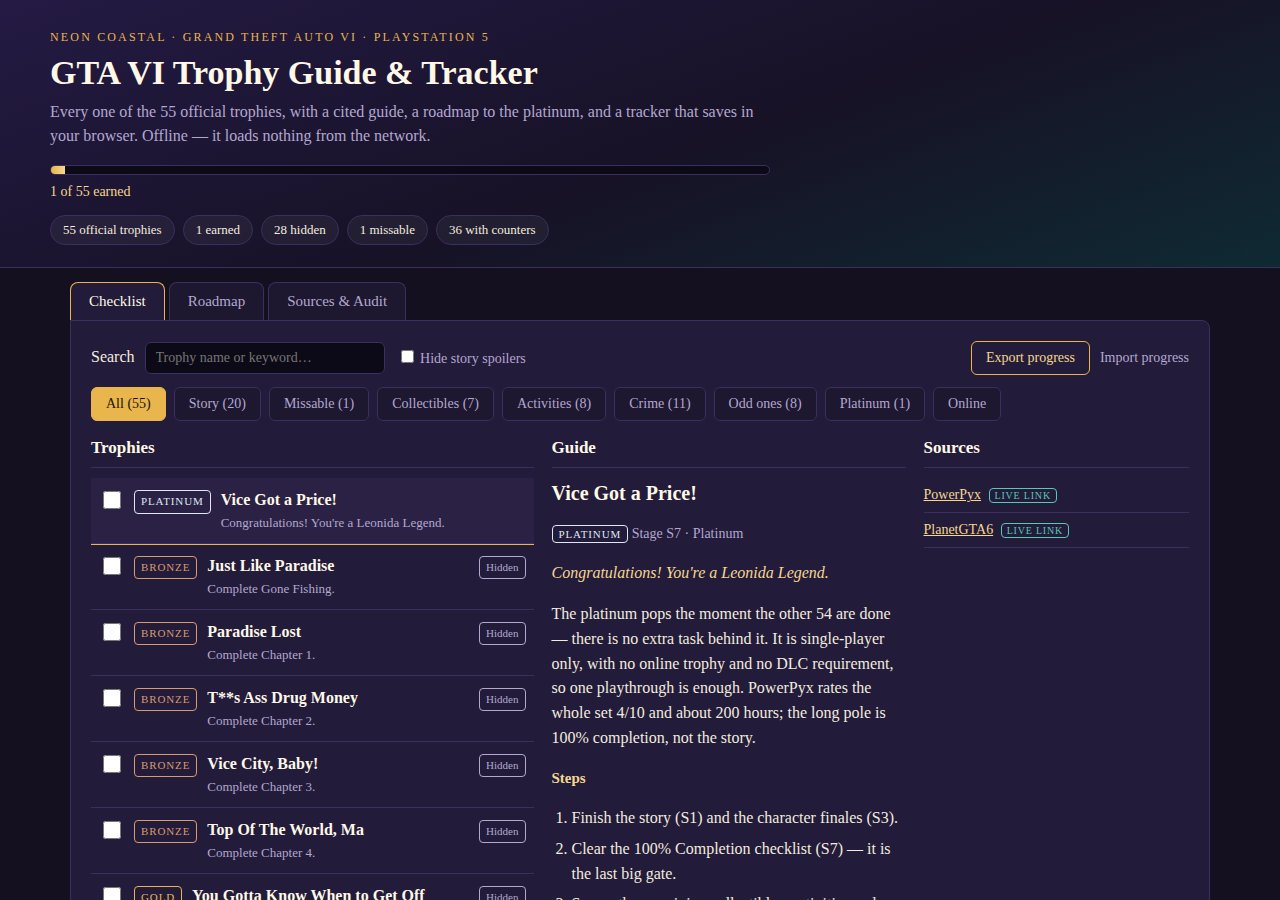 NEON COASTAL · GRAND THEFT AUTO VI · PLAYSTATION 5
GTA VI Trophy Guide & Tracker
Every one of the 55 official trophies, with a cited guide, a roadmap to the platinum, and a tracker that saves in
your browser. Offline — it loads nothing from the network.
1 of 55 earned
55 official trophies
1 earned
28 hidden
1 missable
36 with counters
Checklist
Roadmap
Sources & Audit
Search
Trophy name or keyword…
Hide story spoilers
Export progress
Import progress
All (55)
Story (20)
Missable (1)
Collectibles (7)
Activities (8)
Crime (11)
Odd ones (8)
Platinum (1)
Online
Trophies
PLATINUM
Vice Got a Price!
Congratulations! You're a Leonida Legend.
BRONZE
Just Like Paradise
Hidden
Complete Gone Fishing.
BRONZE
Paradise Lost
Hidden
Complete Chapter 1.
BRONZE
T**s Ass Drug Money
Hidden
Complete Chapter 2.
BRONZE
Vice City, Baby!
Hidden
Complete Chapter 3.
BRONZE
Top Of The World, Ma
Hidden
Complete Chapter 4.
GOLD
You Gotta Know When to Get Off
Hidden
Guide
Vice Got a Price!
PLATINUM
Stage S7 · Platinum
Congratulations! You're a Leonida Legend.
The platinum pops the moment the other 54 are done
— there is no extra task behind it. It is single-player
only, with no online trophy and no DLC requirement,
so one playthrough is enough. PowerPyx rates the
whole set 4/10 and about 200 hours; the long pole is
100% completion, not the story.
Steps
1. Finish the story (S1) and the character finales (S3).
2. Clear the 100% Completion checklist (S7) — it is
the last big gate.
Sources
PowerPyx
LIVE LINK
PlanetGTA6
LIVE LINK